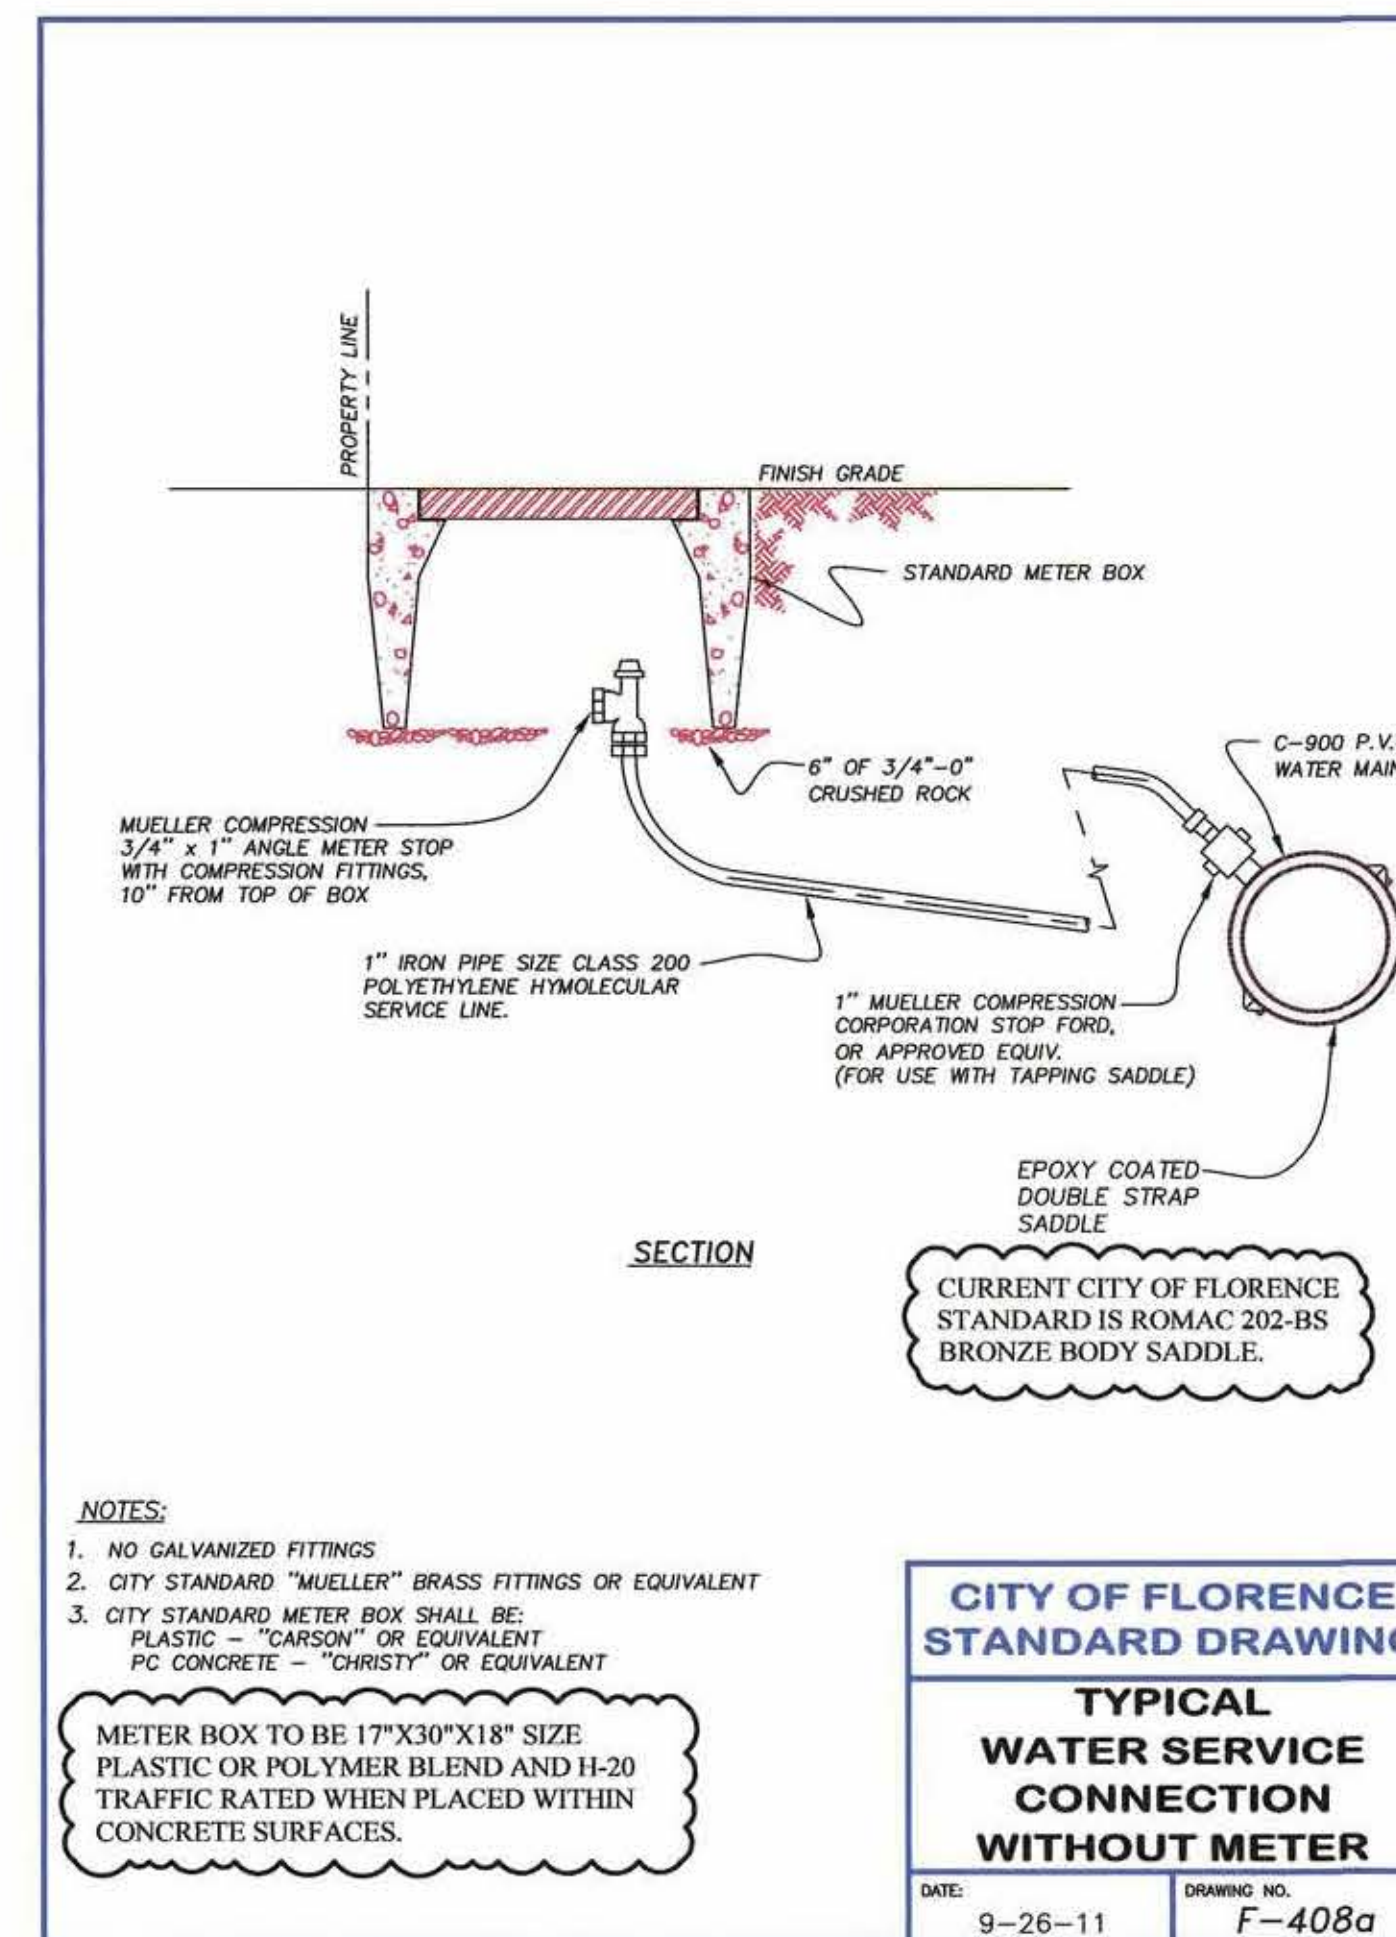 PROPERTY LINE
FINISH GRADE
STANDARD METER BOX
6" OF 3/4"-0"
CRUSHED ROCK
C-900 P.V.
WATER MAIN
MUELLER COMPRESSION
3/4" x 1" ANGLE METER STOP
WITH COMPRESSION FITTINGS,
10" FROM TOP OF BOX
1" IRON PIPE SIZE CLASS 200
POLYETHYLENE HYMOLECULAR
SERVICE LINE.
1" MUELLER COMPRESSION
CORPORATION STOP FORD,
OR APPROVED EQUIV.
(FOR USE WITH TAPPING SADDLE)
EPOXY COATED
DOUBLE STRAP
SADDLE
SECTION
CURRENT CITY OF FLORENCE
STANDARD IS ROMAC 202-BS
BRONZE BODY SADDLE.
NOTES:
1. NO GALVANIZED FITTINGS
2. CITY STANDARD "MUELLER" BRASS FITTINGS OR EQUIVALENT
3. CITY STANDARD METER BOX SHALL BE:
PLASTIC – "CARSON" OR EQUIVALENT
PC CONCRETE – "CHRISTY" OR EQUIVALENT
METER BOX TO BE 17"X30"X18" SIZE
PLASTIC OR POLYMER BLEND AND H-20
TRAFFIC RATED WHEN PLACED WITHIN
CONCRETE SURFACES.
CITY OF FLORENCE
STANDARD DRAWING
TYPICAL
WATER SERVICE
CONNECTION
WITHOUT METER
DATE:
9-26-11
DRAWING NO.
F-408a